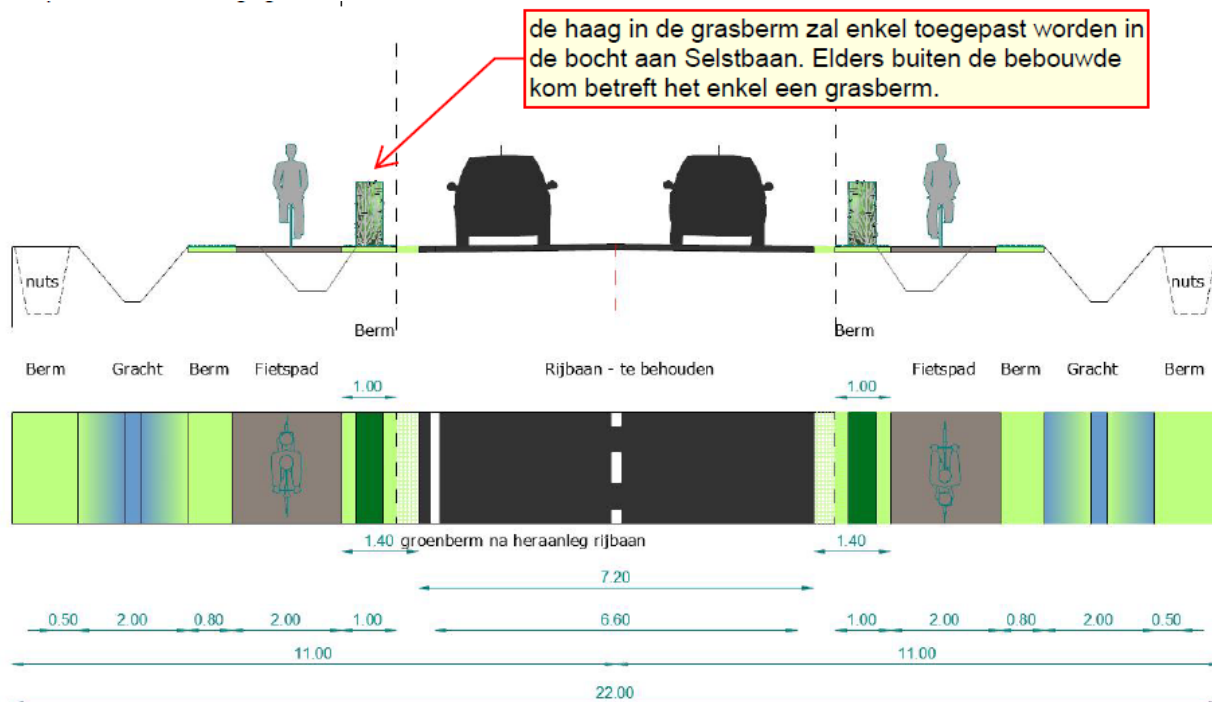 de haag in de grasberm zal enkel toegepast worden in
de bocht aan Selstbaan. Elders buiten de bebouwde
kom betreft het enkel een grasberm.
nuts nuts
Berm Berm
Berm Gracht Berm Fietspad Rijbaan - te behouden Fietspad Berm Gracht Berm
1.00 1.00
1.40 groenberm na heraanleg rijbaan 1.40
7.20
0.50 2.00 0.80 2.00 1.00 6.60 1.00 2.00 0.80 2.00 0.50
11.00 11.00
22.00